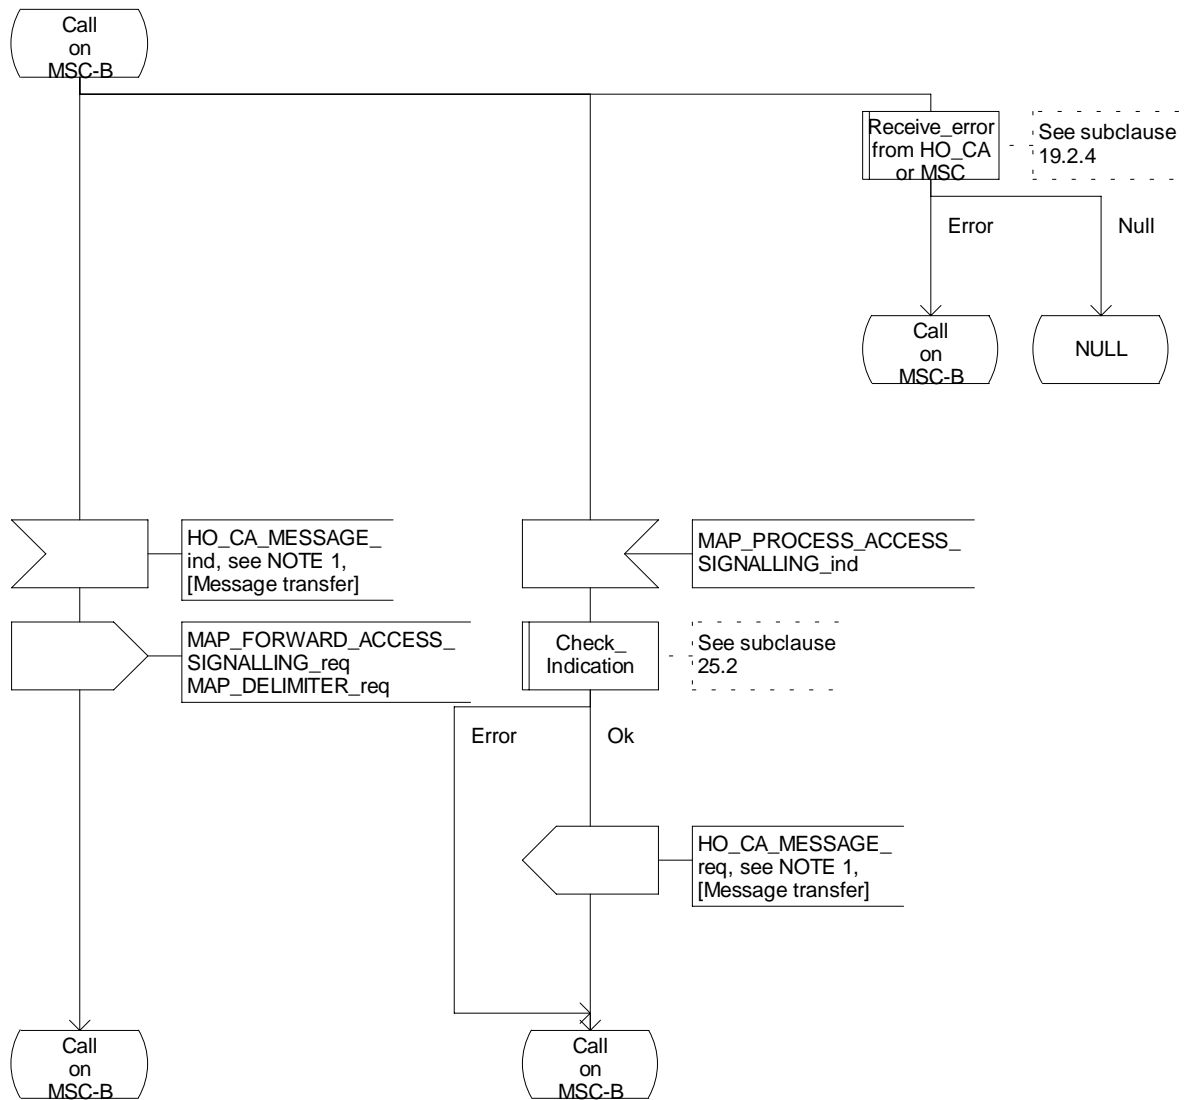 Call
on
MSC-B
Receive_error
from HO_CA
or MSC
See subclause
19.2.4
Error
Null
Call
on
MSC-B
NULL
HO_CA_MESSAGE_
ind, see NOTE 1,
[Message transfer]
MAP_PROCESS_ACCESS_
SIGNALLING_ind
MAP_FORWARD_ACCESS_
SIGNALLING_req
MAP_DELIMITER_req
Check_
Indication
See subclause
25.2
Error
Ok
HO_CA_MESSAGE_
req, see NOTE 1,
[Message transfer]
Call
on
MSC-B
Call
on
MSC-B